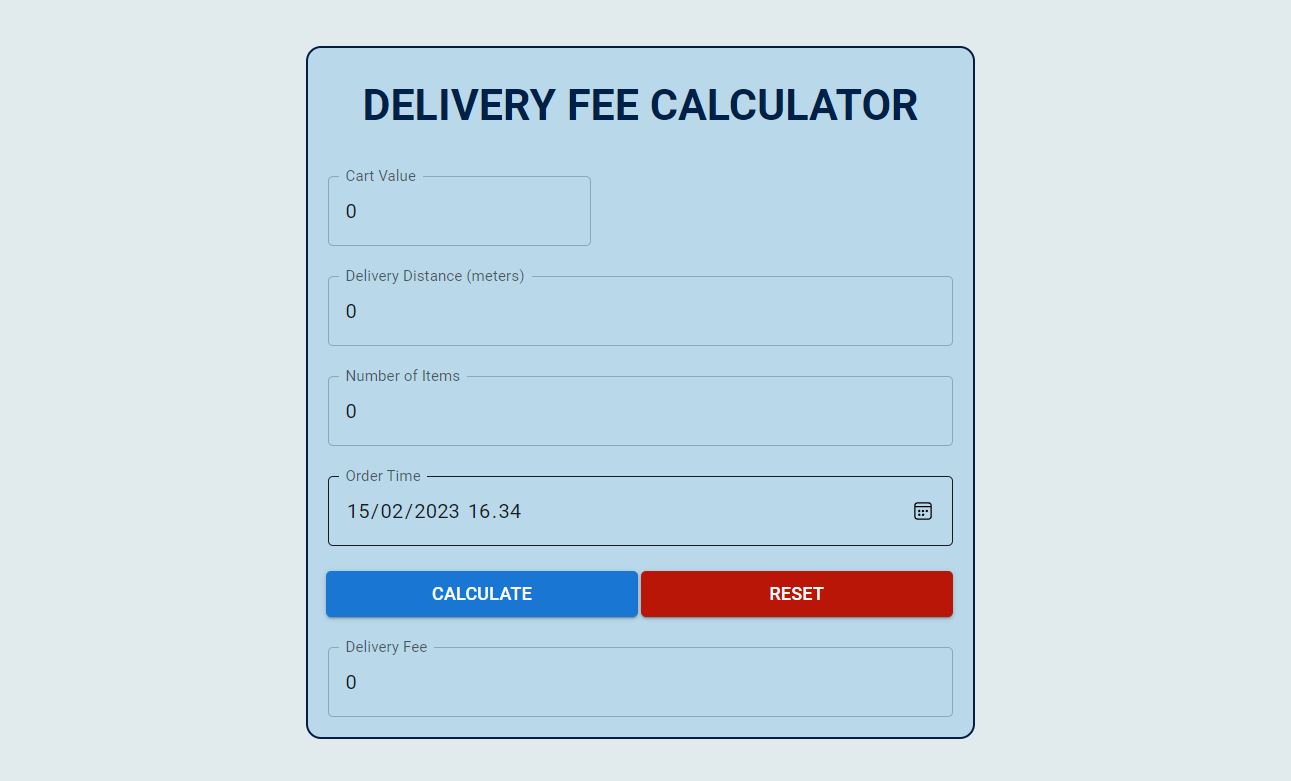 DELIVERY FEE CALCULATOR
Cart Value
0
Delivery Distance (meters)
0
Number of Items
0
Order Time
15/02/2023 16.34
CALCULATE RESET
Delivery Fee
0